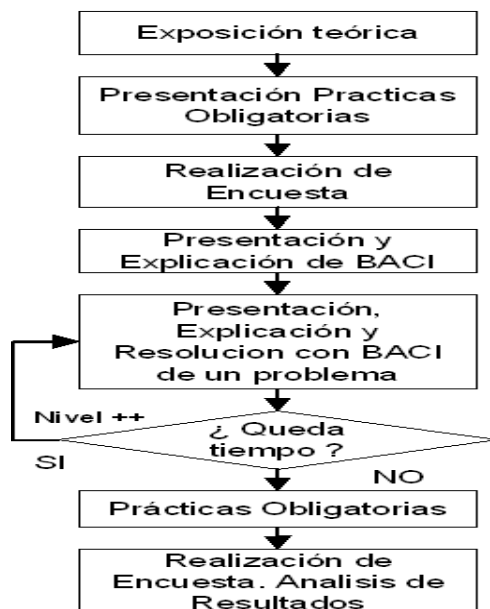 Exposición teórica
Presentación Practicas
Obligatorias
Realización de
Encuesta
Presentación y
Explicación de BACI
Presentación,
Explicación y
Resolucion con BACI
de un problema
Nivel ++
¿ Queda
tiempo ?
SI
NO
Prácticas Obligatorias
Realización de
Encuesta. Analisis de
Resultados